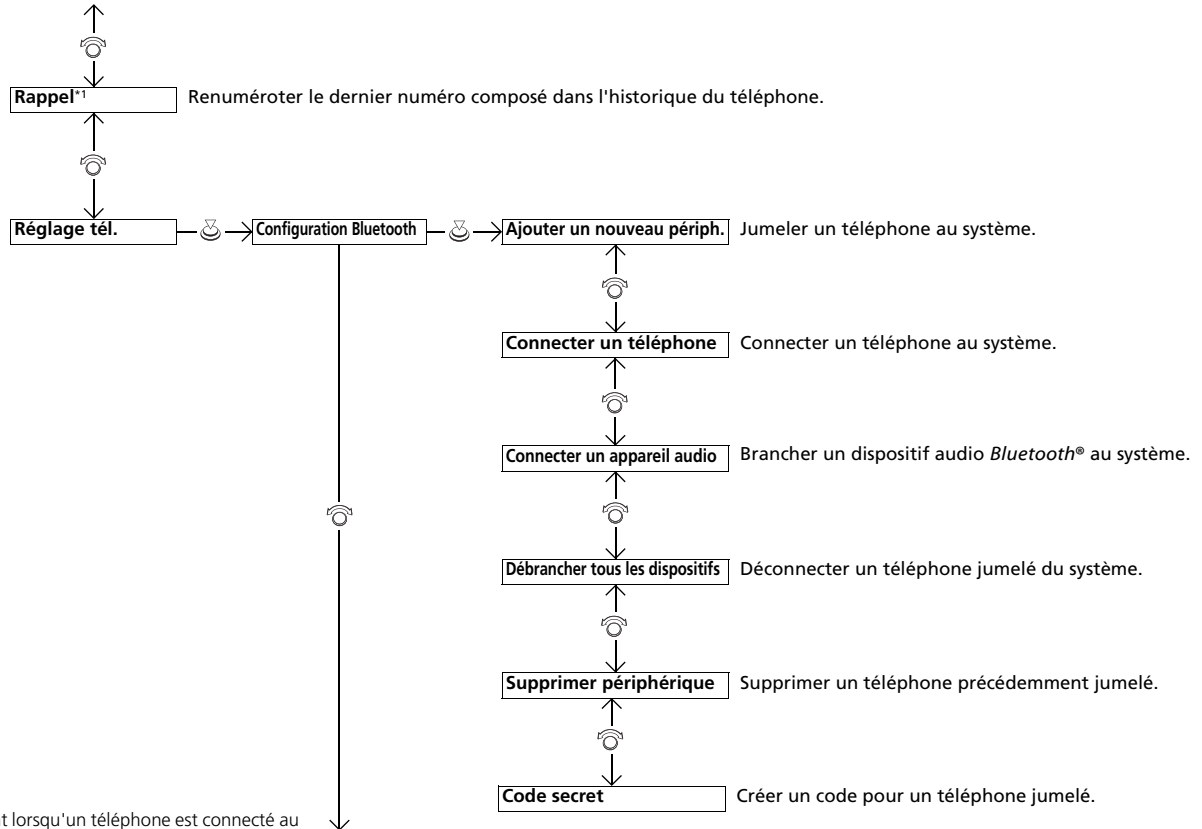 Rappel*1 Renuméroter le dernier numéro composé dans l'historique du téléphone.
Réglage tél. Configuration Bluetooth Ajouter un nouveau périph. Jumeler un téléphone au système.
Connecter un téléphone Connecter un téléphone au système.
Connecter un appareil audio Brancher un dispositif audio Bluetooth® au système.
Débrancher tous les dispositifs Déconnecter un téléphone jumelé du système.
Supprimer périphérique Supprimer un téléphone précédemment jumelé.
Code secret Créer un code pour un téléphone jumelé.
lorsqu'un téléphone est connecté au